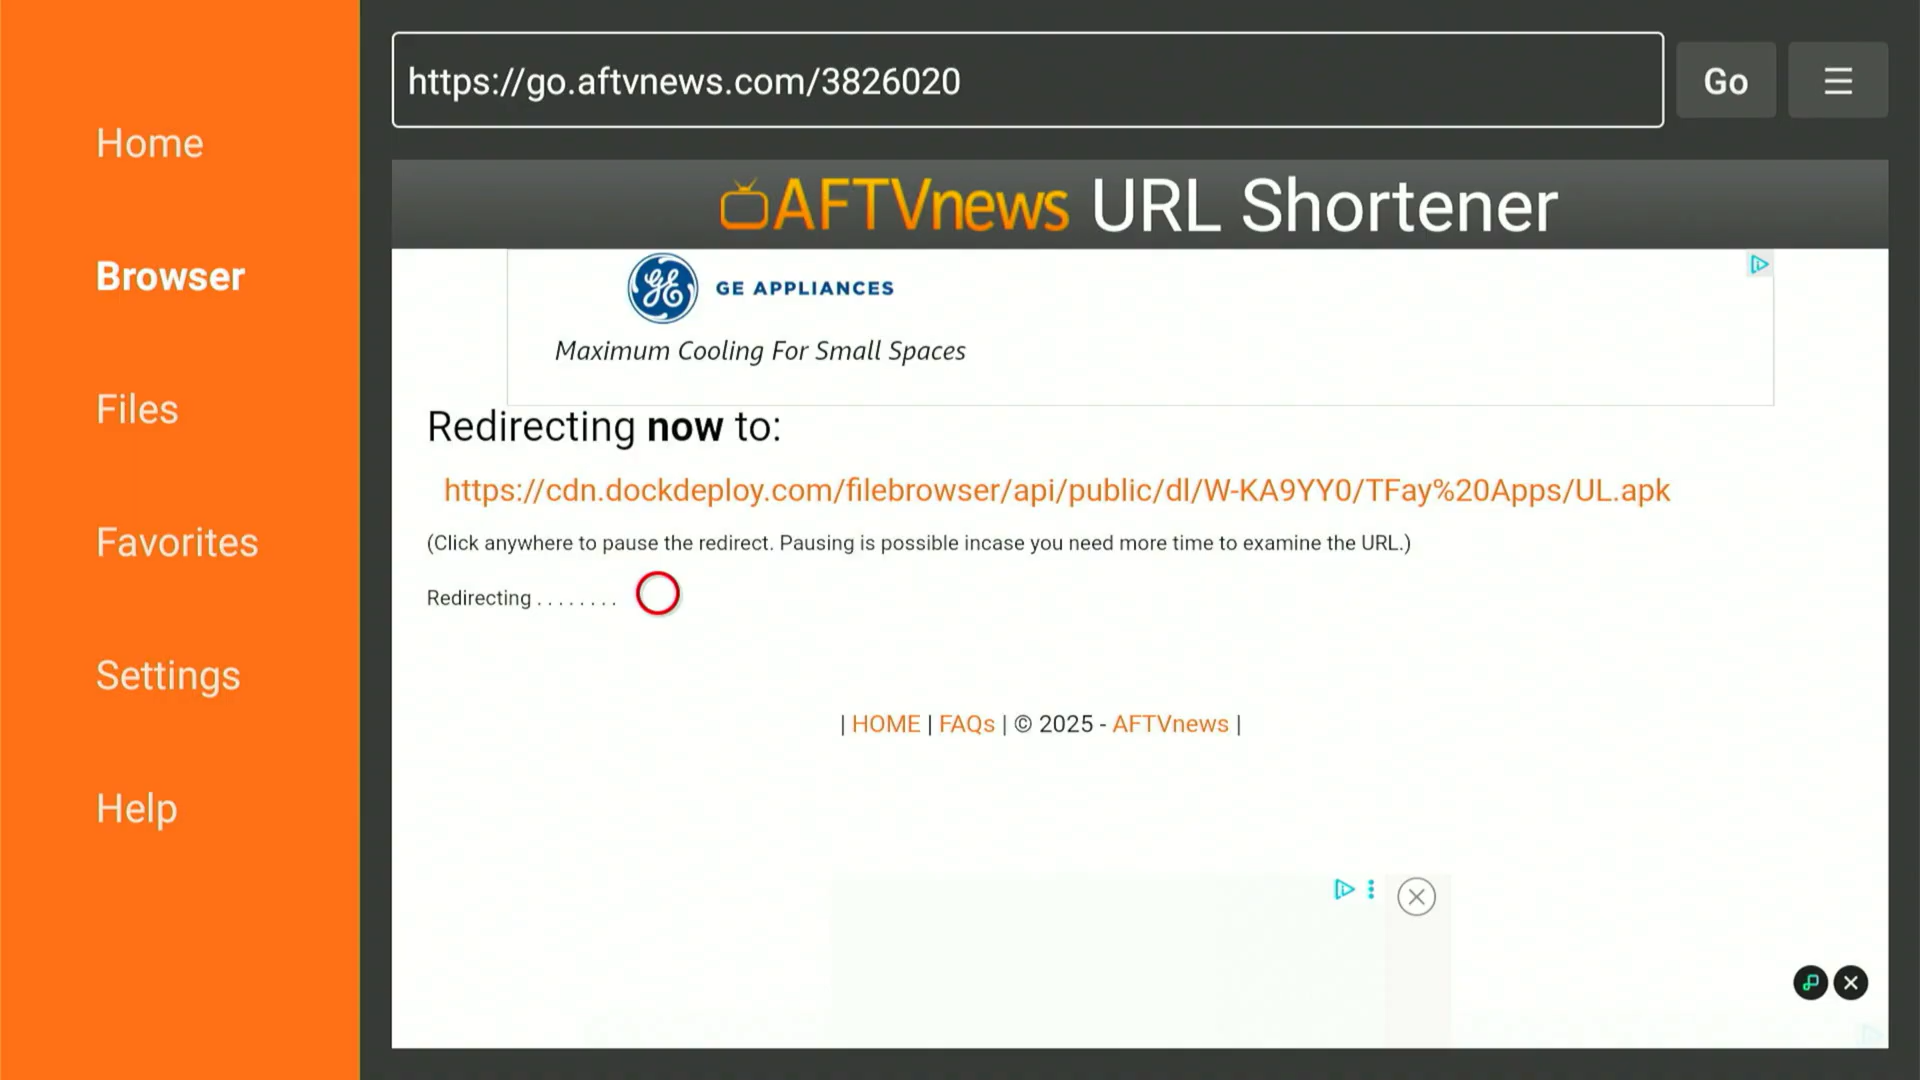 https://go.aftvnews.com/3826020
Go
Home
Browser
Files
Favorites
Settings
Help
AFTVnews URL Shortener
GE
GE APPLIANCES
Maximum Cooling For Small Spaces
Redirecting now to:
https://cdn.dockdeploy.com/filebrowser/api/public/dl/W-KA9YY0/TFay%20Apps/UL.apk
(Click anywhere to pause the redirect. Pausing is possible incase you need more time to examine the URL.)
Redirecting . . . . . . . .
| HOME | FAQs | © 2025 - AFTVnews |